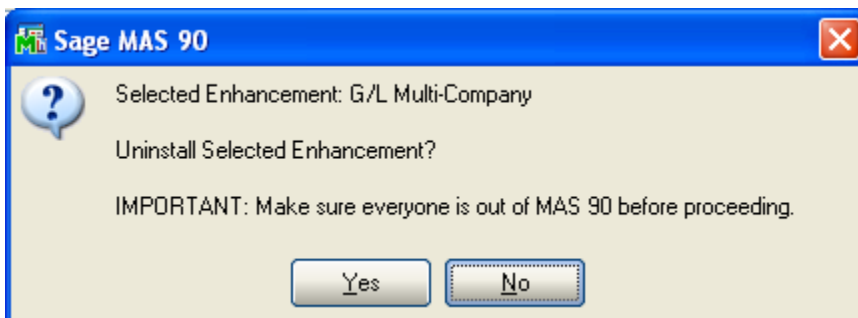 Sage MAS 90
Selected Enhancement: G/L Multi-Company
Uninstall Selected Enhancement?
IMPORTANT: Make sure everyone is out of MAS 90 before proceeding.
Yes No